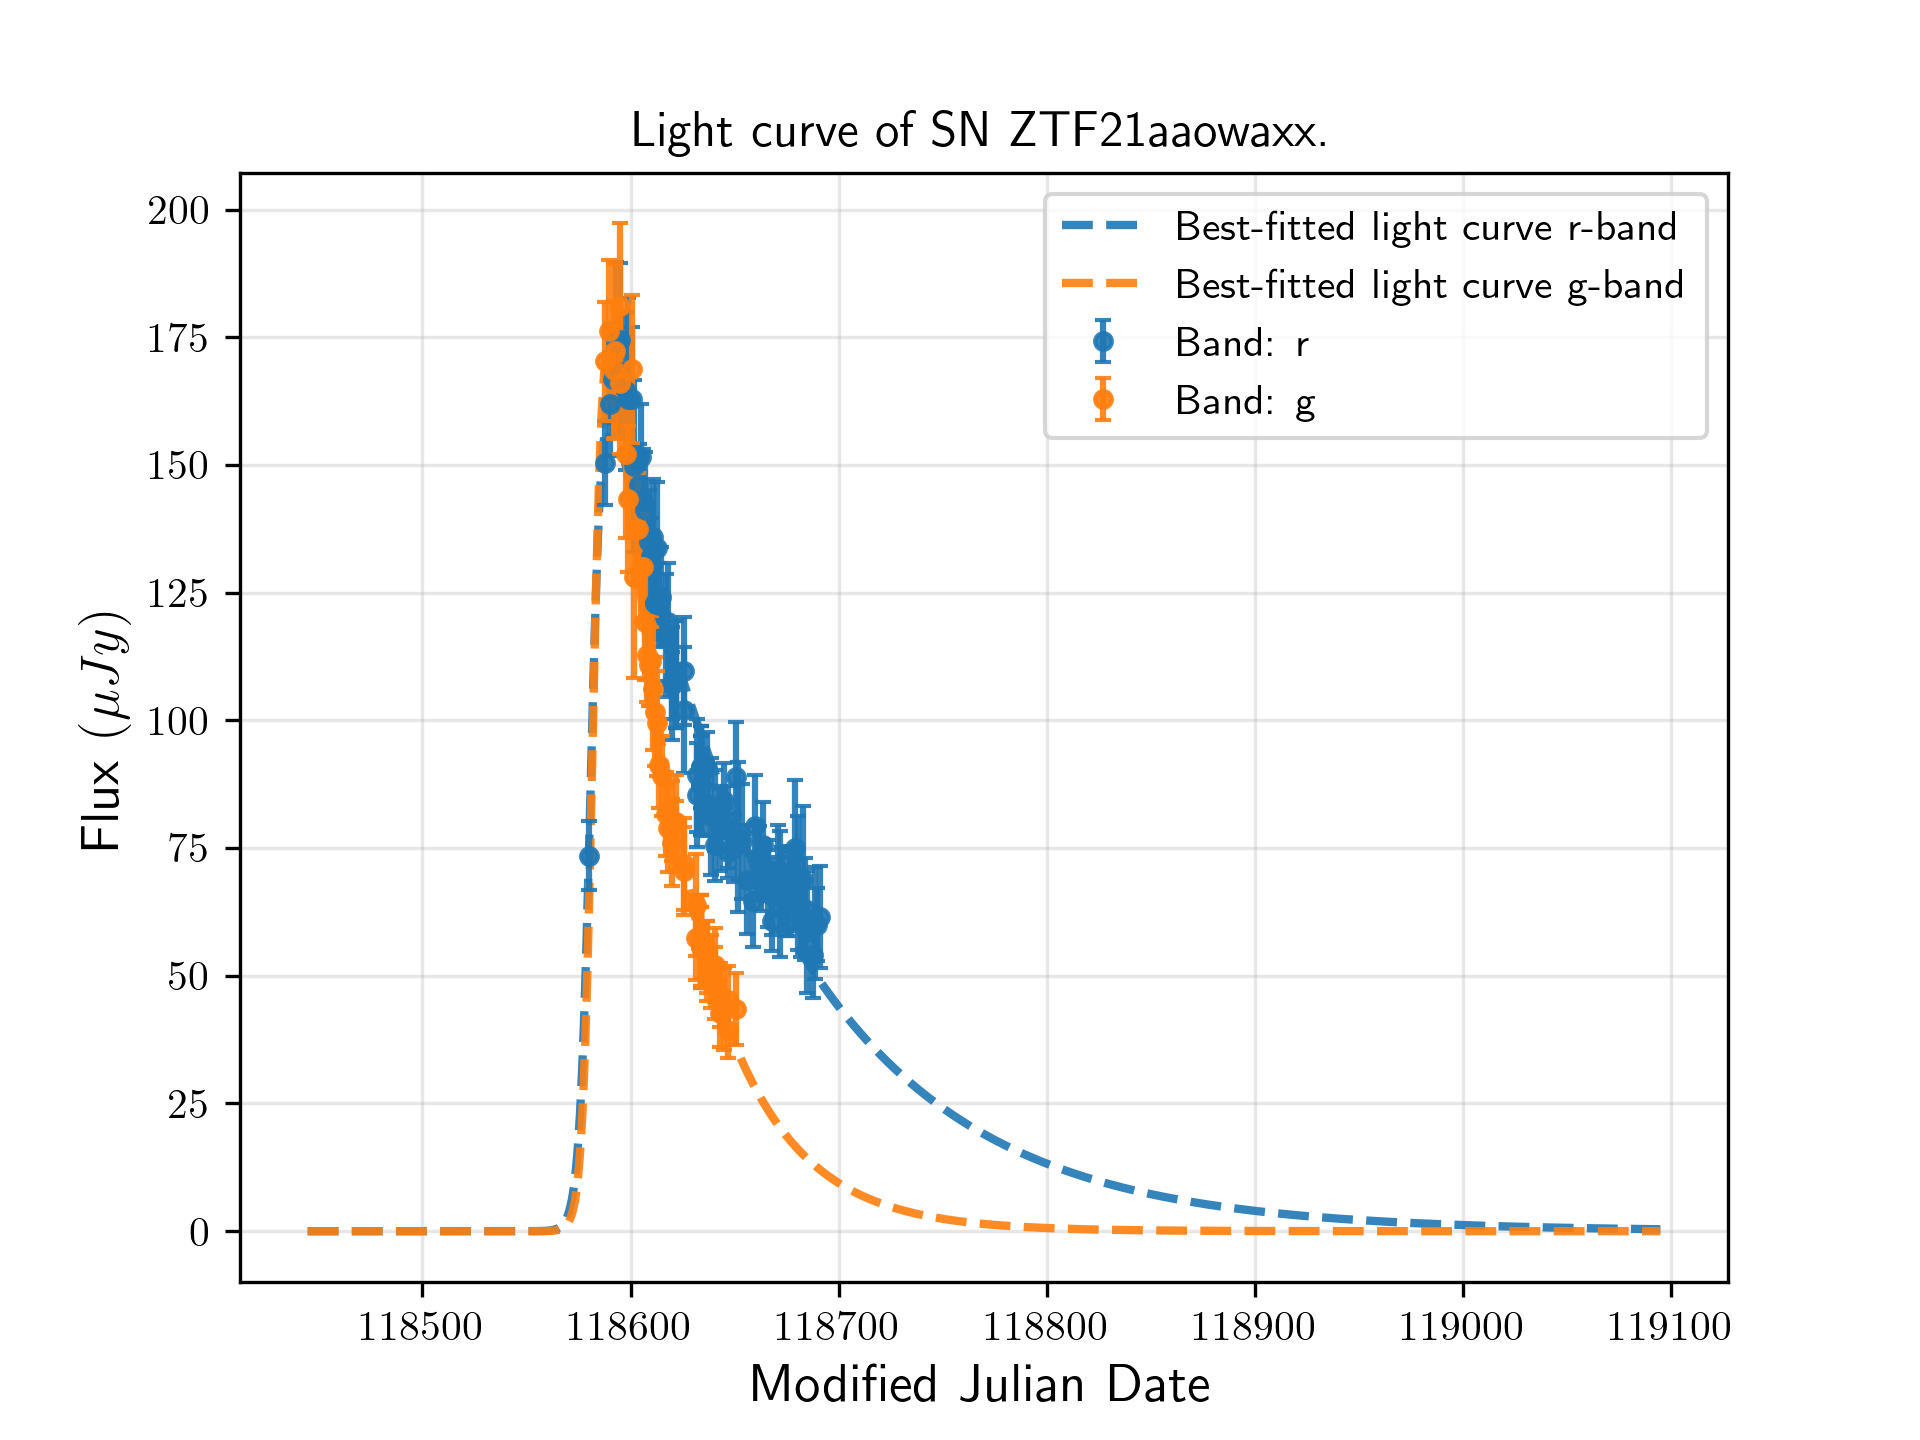 Light curve of SN ZTF21aaowaxx.
Best-fitted light curve r-band
Best-fitted light curve g-band
Band: r
Band: g
Flux (μJy)
200
175
150
125
100
75
50
25
0
118500 118600 118700 118800 118900 119000 119100
Modified Julian Date